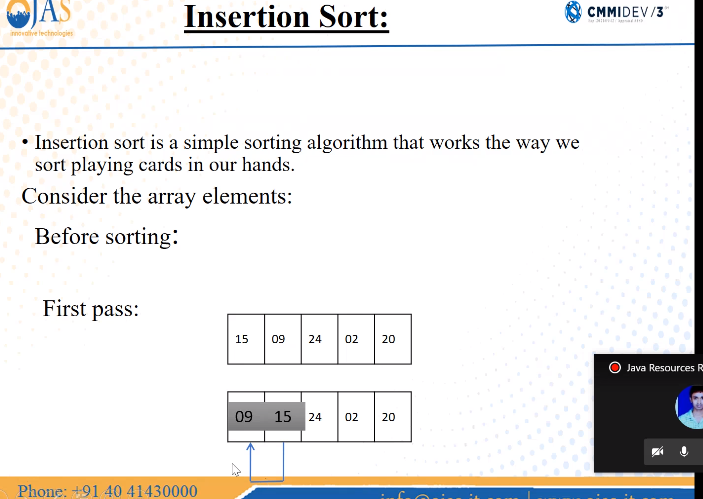 OJAS
innovative technologies
Insertion Sort:
CMMIDEV/3
• Insertion sort is a simple sorting algorithm that works the way we
sort playing cards in our hands.
Consider the array elements:
Before sorting:
First pass:
15 09 24 02 20
09 15 24 02 20
Java Resources R
Phone: +91 40 41430000